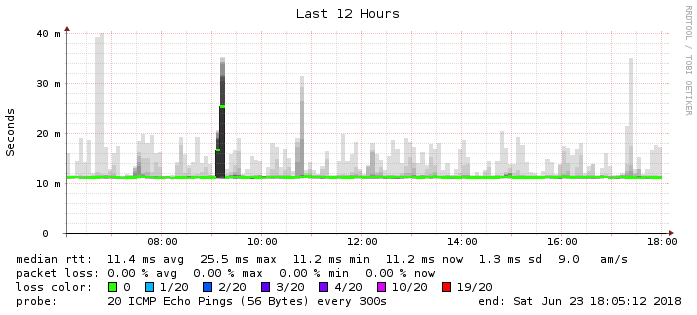 Last 12 Hours
RRDTOOL / TOBI OETIKER
Seconds
40 m
30 m
20 m
10 m
0
08:00 10:00 12:00 14:00 16:00 18:00
median rtt: 11.4 ms avg 25.5 ms max 11.2 ms min 11.2 ms now 1.3 ms sd 9.0 am/s
packet loss: 0.00 % avg 0.00 % max 0.00 % min 0.00 % now
loss color: 0 1/20 2/20 3/20 4/20 10/20 19/20
probe: 20 ICMP Echo Pings (56 Bytes) every 300s end: Sat Jun 23 18:05:12 2018